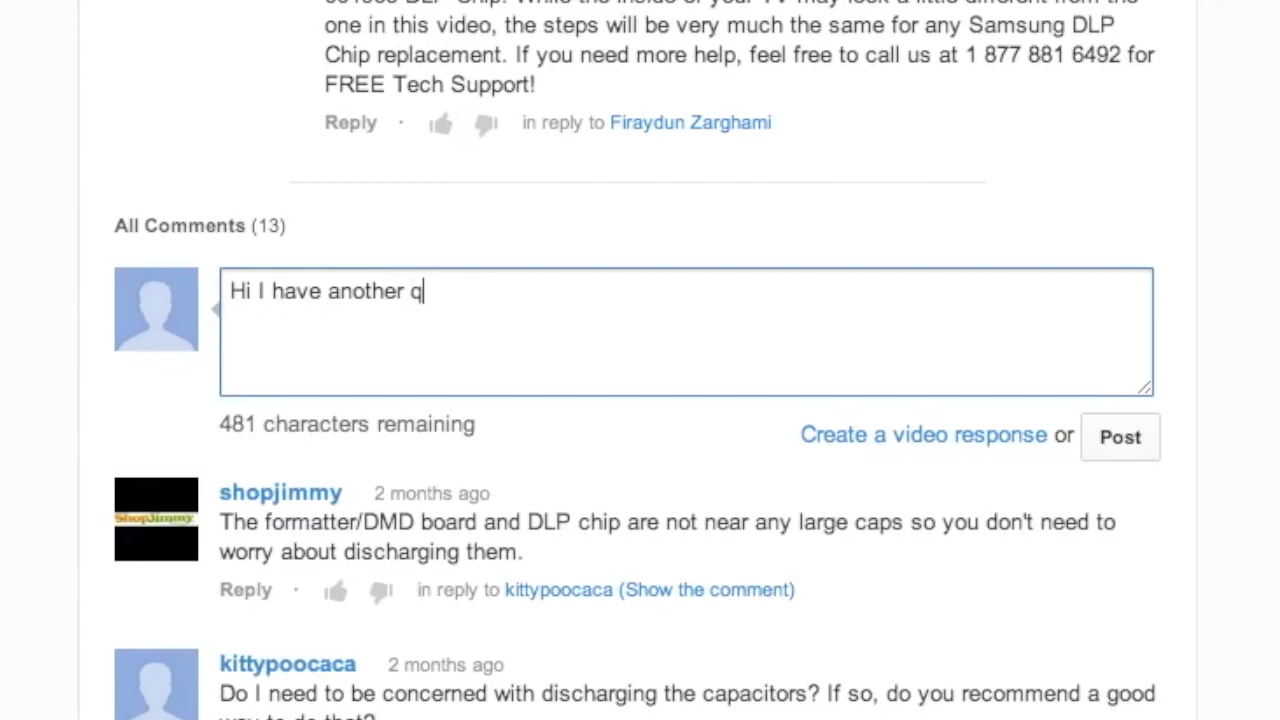 one in this video, the steps will be very much the same for any Samsung DLP
Chip replacement. If you need more help, feel free to call us at 1 877 881 6492 for
FREE Tech Support!
Reply · in reply to Firaydun Zarghami
All Comments (13)
Hi I have another q
481 characters remaining
Create a video response or Post
shopjimmy 2 months ago
ShopJimmy
The formatter/DMD board and DLP chip are not near any large caps so you don't need to
worry about discharging them.
Reply · in reply to kittypoocaca (Show the comment)
kittypoocaca 2 months ago
Do I need to be concerned with discharging the capacitors? If so, do you recommend a good
way to do that?